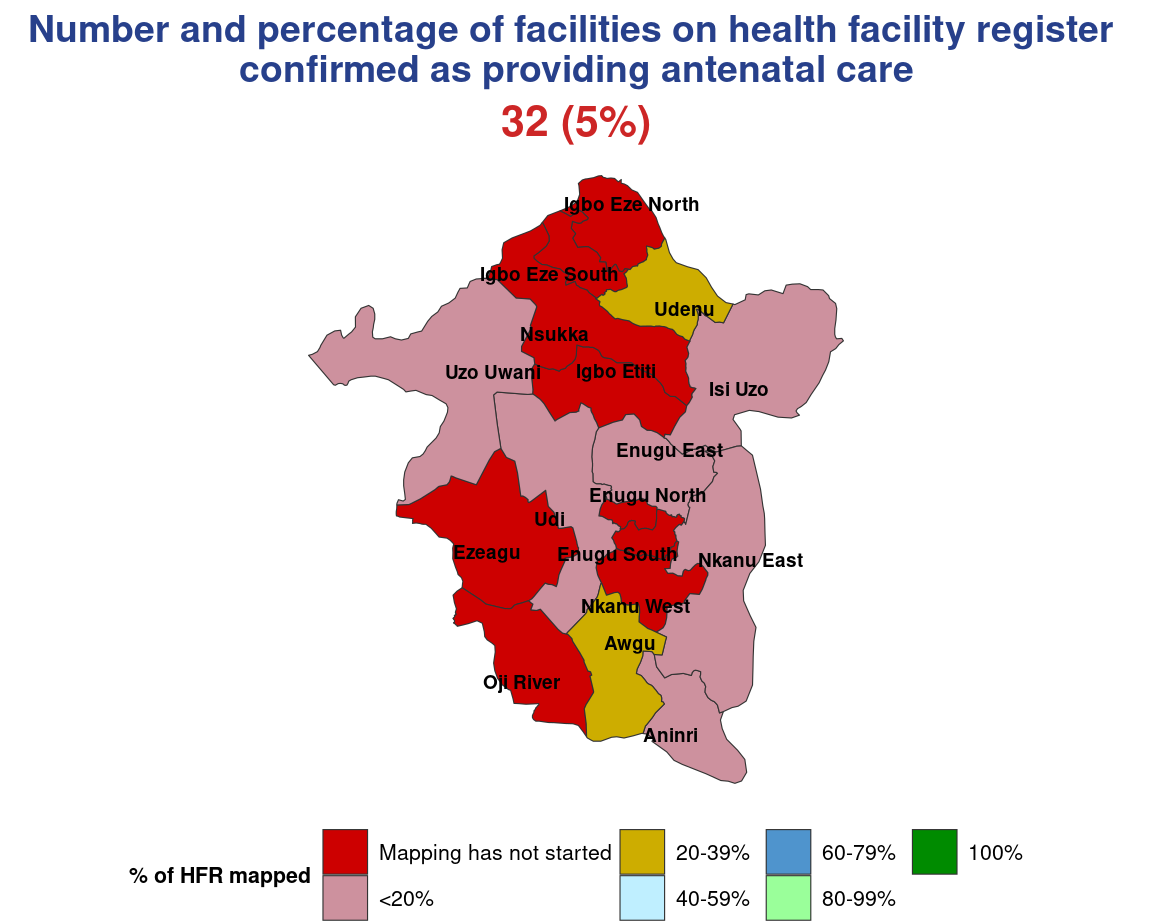 Number and percentage of facilities on health facility register
confirmed as providing antenatal care
32 (5%)
Igbo Eze North
Igbo Eze South
Udenu
Nsukka
Uzo Uwani
Igbo Etiti
Isi Uzo
Enugu East
Enugu North
Udi
Ezeagu
Enugu South
Nkanu East
Nkanu West
Awgu
Oji River
Aninri
% of HFR mapped
Mapping has not started
20-39%
60-79%
100%
<20%
40-59%
80-99%